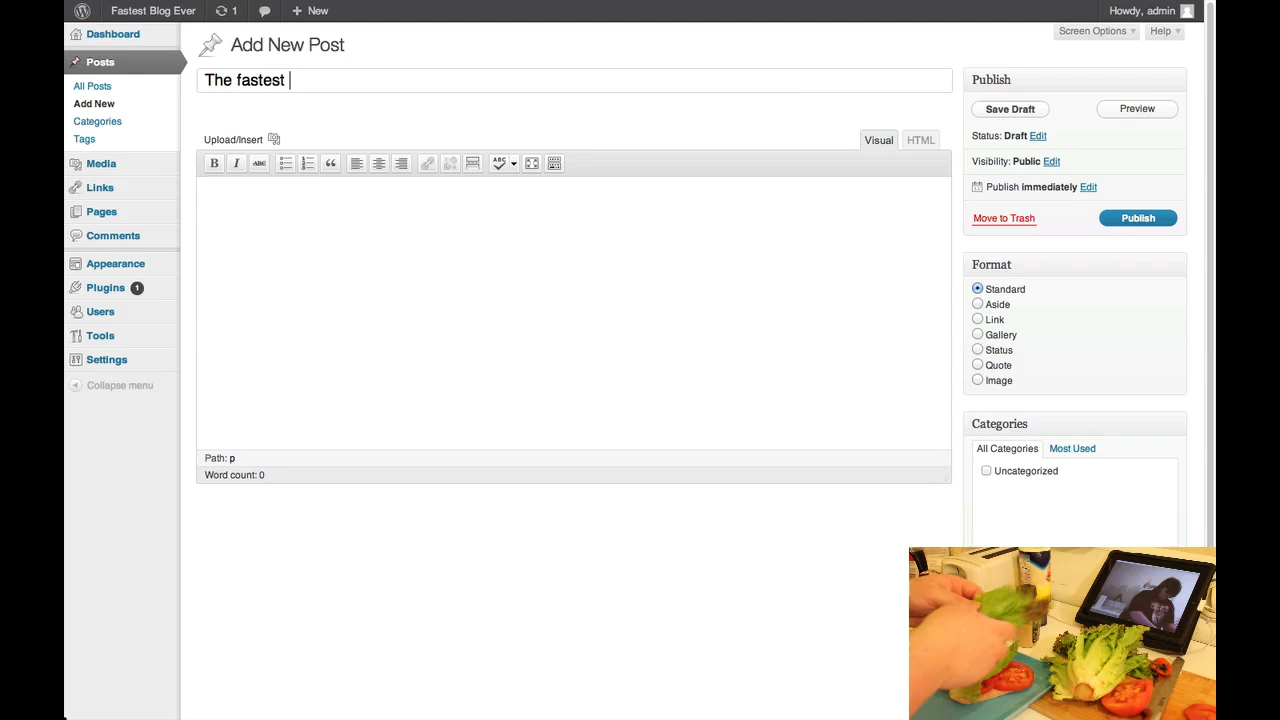 Fastest Blog Ever
1
New
Howdy, admin
Dashboard
Posts
All Posts
Add New
Categories
Tags
Media
Links
Pages
Comments
Appearance
Plugins 1
Users
Tools
Settings
Collapse menu
Add New Post
Screen Options
Help
The fastest
Upload/Insert
Visual
HTML
B
I
ABC
ABC
Path: p
Word count: 0
Publish
Save Draft
Preview
Status: Draft Edit
Visibility: Public Edit
Publish immediately Edit
Move to Trash
Publish
Format
Standard
Aside
Link
Gallery
Status
Quote
Image
Categories
All Categories
Most Used
Uncategorized